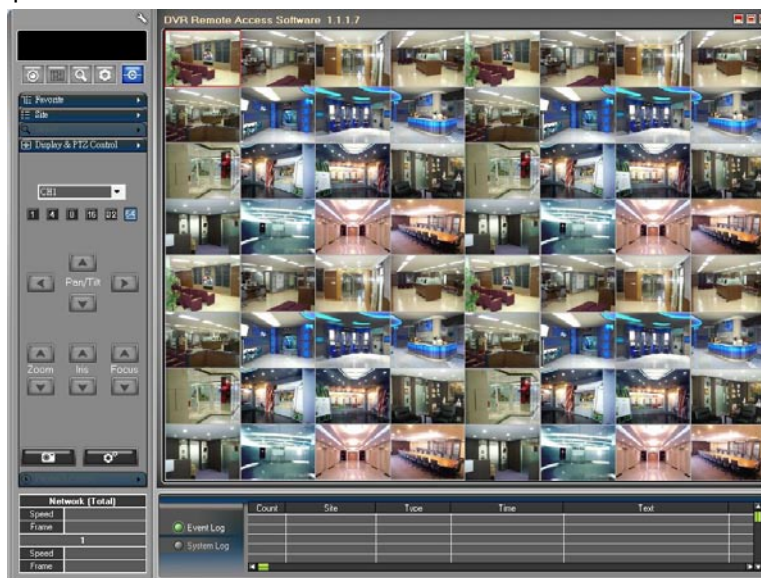 DVR Remote Access Software 1.1.1.7
Favorite
Site
Display & PTZ Control
CH1
1 4 8 16 32 64
Pan/Tilt
Zoom Iris Focus
Network (Total)
Speed
Frame
1
Speed
Frame
Event Log
System Log
Count Site Type Time Text